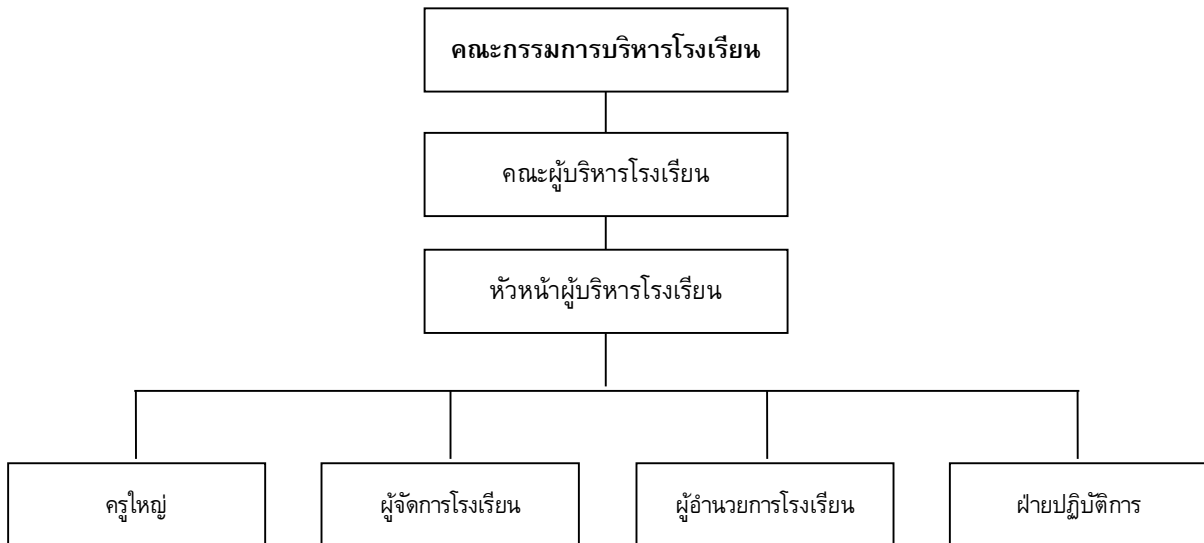 คณะกรรมการบริหารโรงเรียน
คณะผู้บริหารโรงเรียน
หัวหน้าผู้บริหารโรงเรียน
ครูใหญ่
ผู้จัดการโรงเรียน
ผู้อำนวยการโรงเรียน
ฝ่ายปฏิบัติการ